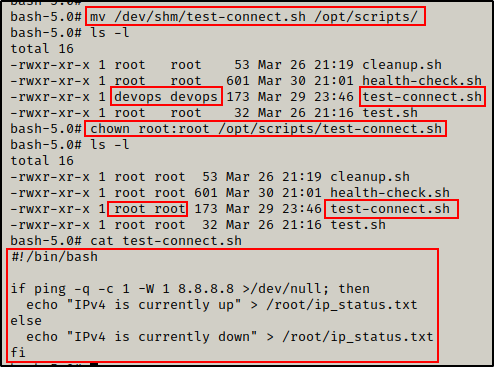 bash-5.0# mv /dev/shm/test-connect.sh /opt/scripts/
bash-5.0# ls -l
total 16
-rwxr-xr-x 1 root   root    53 Mar 26 21:19 cleanup.sh
-rwxr-xr-x 1 root   root   601 Mar 30 21:01 health-check.sh
-rwxr-xr-x 1 devops devops 173 Mar 29 23:46 test-connect.sh
-rwxr-xr-x 1 root   root    32 Mar 26 21:16 test.sh
bash-5.0# chown root:root /opt/scripts/test-connect.sh
bash-5.0# ls -l
total 16
-rwxr-xr-x 1 root root  53 Mar 26 21:19 cleanup.sh
-rwxr-xr-x 1 root root 601 Mar 30 21:01 health-check.sh
-rwxr-xr-x 1 root root 173 Mar 29 23:46 test-connect.sh
-rwxr-xr-x 1 root root  32 Mar 26 21:16 test.sh
bash-5.0# cat test-connect.sh
#!/bin/bash
if ping -q -c 1 -W 1 8.8.8.8 >/dev/null; then
  echo "IPv4 is currently up" > /root/ip_status.txt
else
  echo "IPv4 is currently down" > /root/ip_status.txt
fi